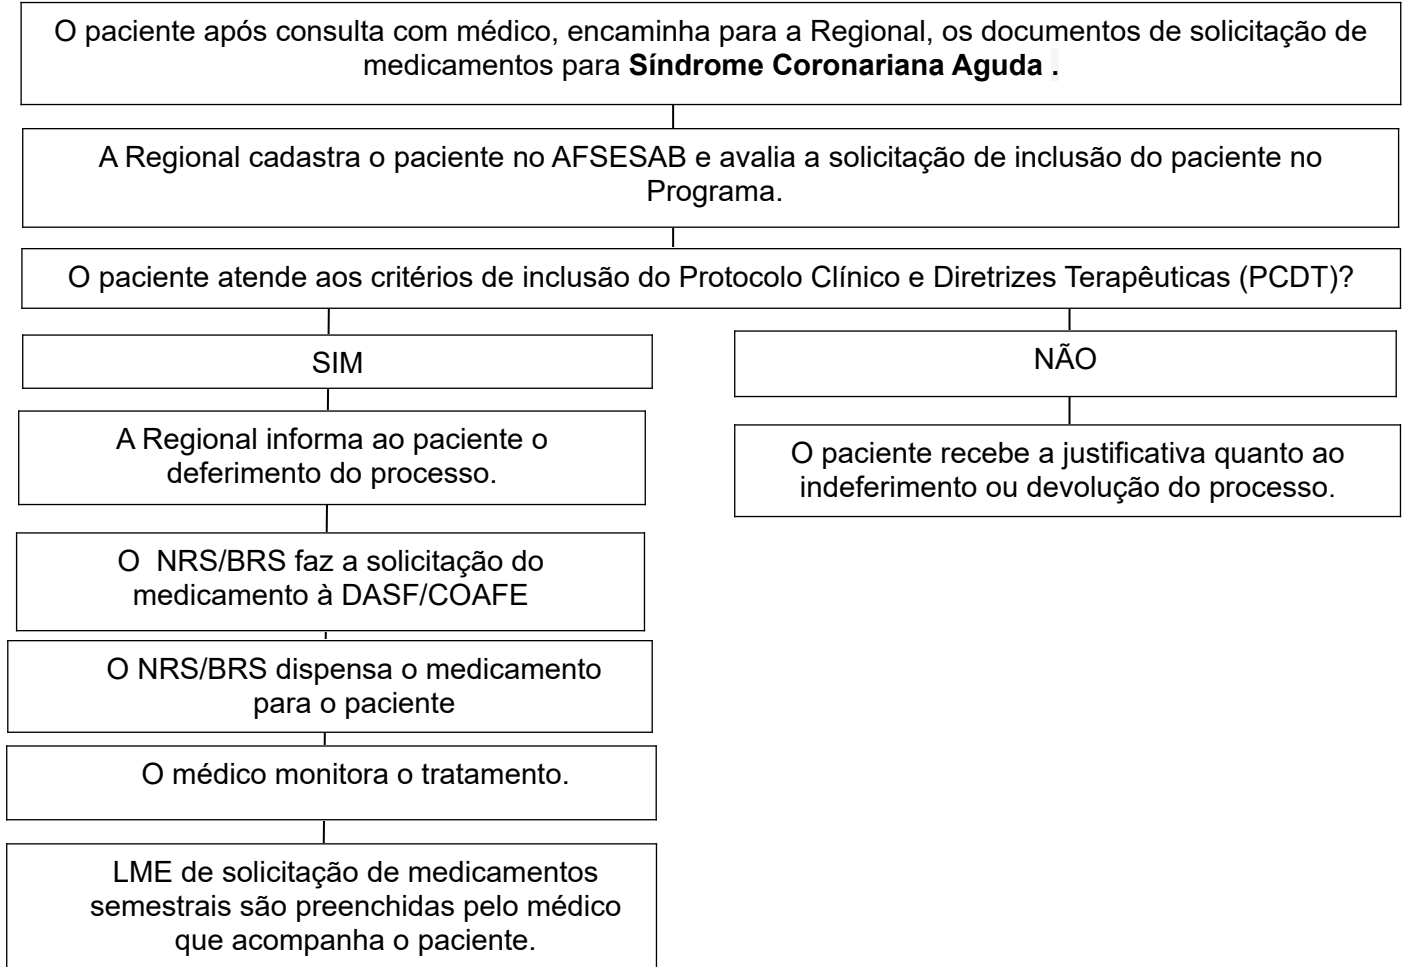 O paciente após consulta com médico, encaminha para a Regional, os documentos de solicitação de
medicamentos para Síndrome Coronariana Aguda .
A Regional cadastra o paciente no AFSESAB e avalia a solicitação de inclusão do paciente no
Programa.
O paciente atende aos critérios de inclusão do Protocolo Clínico e Diretrizes Terapêuticas (PCDT)?
SIM
A Regional informa ao paciente o
deferimento do processo.
O NRS/BRS faz a solicitação do
medicamento à DASF/COAFE
O NRS/BRS dispensa o medicamento
para o paciente
O médico monitora o tratamento.
LME de solicitação de medicamentos
semestrais são preenchidas pelo médico
que acompanha o paciente.
NÃO
O paciente recebe a justificativa quanto ao
indeferimento ou devolução do processo.